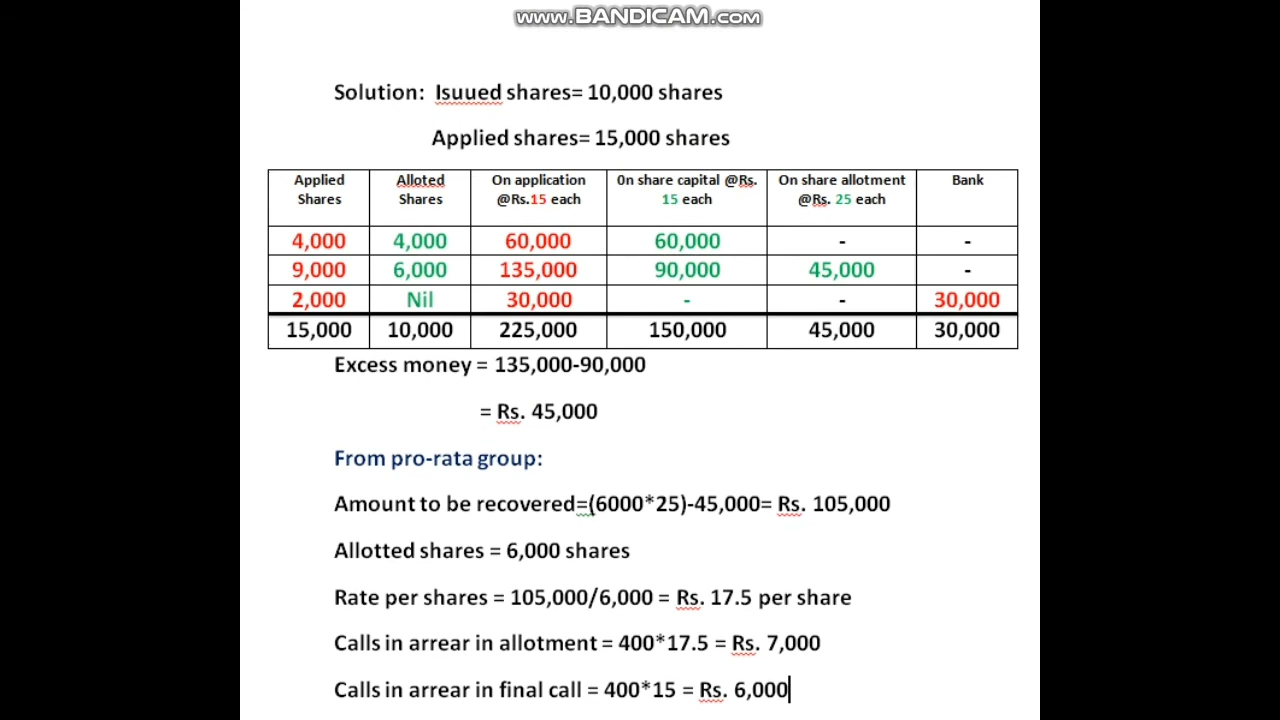 www.BANDICAM.com
Solution: Isuued shares= 10,000 shares
Applied shares= 15,000 shares
Applied Shares | Alloted Shares | On application @Rs.15 each | 0n share capital @Rs. 15 each | On share allotment @Rs. 25 each | Bank
4,000 | 4,000 | 60,000 | 60,000 | - | -
9,000 | 6,000 | 135,000 | 90,000 | 45,000 | -
2,000 | Nil | 30,000 | - | - | 30,000
15,000 | 10,000 | 225,000 | 150,000 | 45,000 | 30,000
Excess money = 135,000-90,000
= Rs. 45,000
From pro-rata group:
Amount to be recovered=(6000*25)-45,000= Rs. 105,000
Allotted shares = 6,000 shares
Rate per shares = 105,000/6,000 = Rs. 17.5 per share
Calls in arrear in allotment = 400*17.5 = Rs. 7,000
Calls in arrear in final call = 400*15 = Rs. 6,000